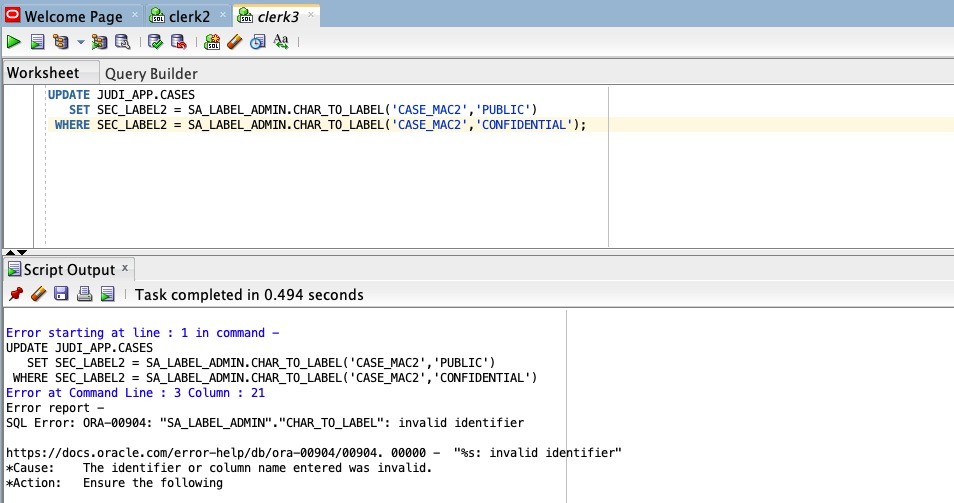 Welcome Page
clerk2
clerk3
Worksheet Query Builder
UPDATE JUDI_APP.CASES
SET SEC_LABEL2 = SA_LABEL_ADMIN.CHAR_TO_LABEL('CASE_MAC2','PUBLIC')
WHERE SEC_LABEL2 = SA_LABEL_ADMIN.CHAR_TO_LABEL('CASE_MAC2','CONFIDENTIAL');
Script Output
Task completed in 0.494 seconds
Error starting at line : 1 in command -
UPDATE JUDI_APP.CASES
SET SEC_LABEL2 = SA_LABEL_ADMIN.CHAR_TO_LABEL('CASE_MAC2','PUBLIC')
WHERE SEC_LABEL2 = SA_LABEL_ADMIN.CHAR_TO_LABEL('CASE_MAC2','CONFIDENTIAL')
Error at Command Line : 3 Column : 21
Error report -
SQL Error: ORA-00904: "SA_LABEL_ADMIN"."CHAR_TO_LABEL": invalid identifier
https://docs.oracle.com/error-help/db/ora-00904/00904. 00000 - "%s: invalid identifier"
*Cause: The identifier or column name entered was invalid.
*Action: Ensure the following